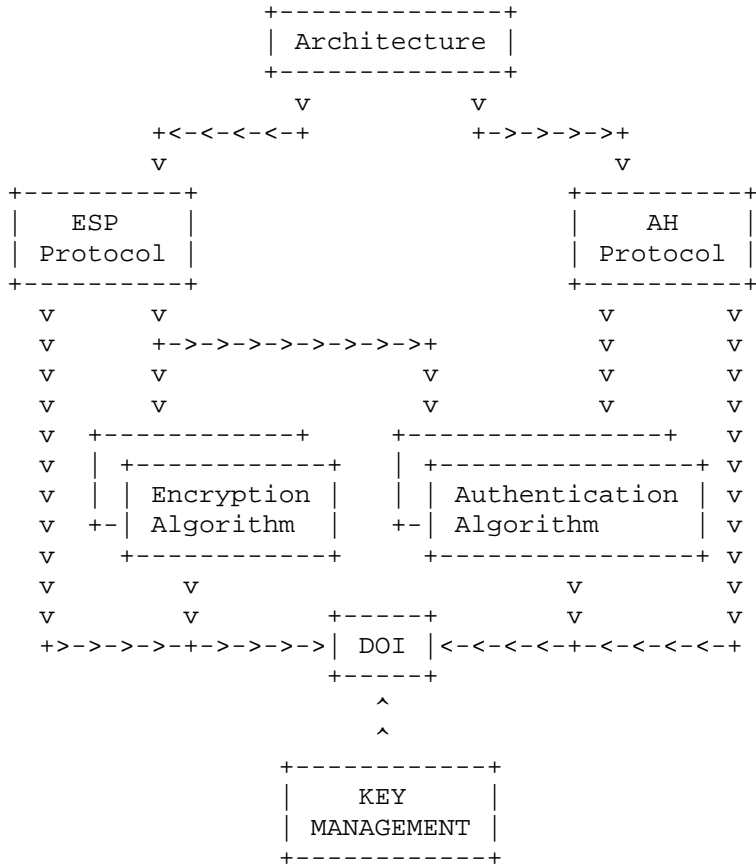 Architecture
ESP
Protocol
AH
Protocol
Encryption
Algorithm
Authentication
Algorithm
DOI
KEY
MANAGEMENT